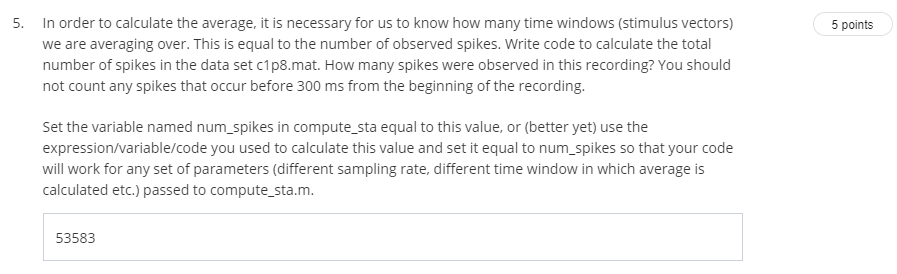 5. In order to calculate the average, it is necessary for us to know how many time windows (stimulus vectors) 5 points
we are averaging over. This is equal to the number of observed spikes. Write code to calculate the total
number of spikes in the data set c1p8.mat. How many spikes were observed in this recording? You should
not count any spikes that occur before 300 ms from the beginning of the recording.
Set the variable named num_spikes in compute_sta equal to this value, or (better yet) use the
expression/variable/code you used to calculate this value and set it equal to num_spikes so that your code
will work for any set of parameters (different sampling rate, different time window in which average is
calculated etc.) passed to compute_sta.m.
53583